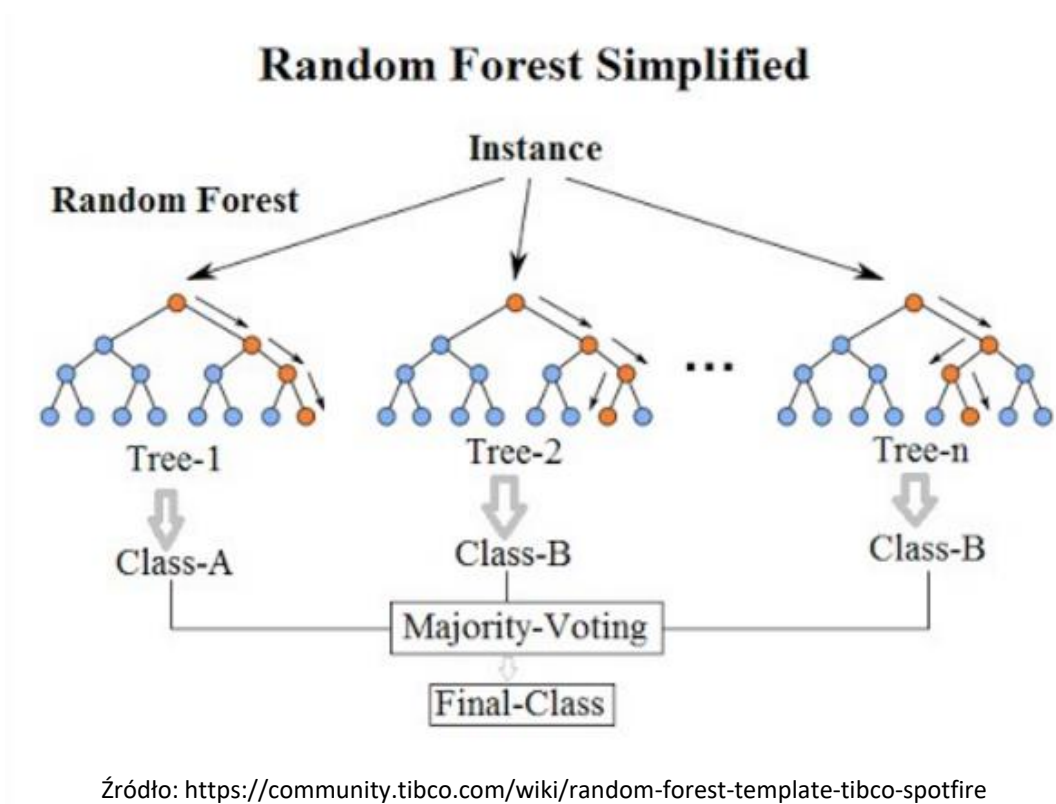 Random Forest Simplified
Instance
Random Forest
...
Tree-1
Tree-2
Tree-n
Class-A
Class-B
Class-B
Majority-Voting
Final-Class
Źródło: https://community.tibco.com/wiki/random-forest-template-tibco-spotfire